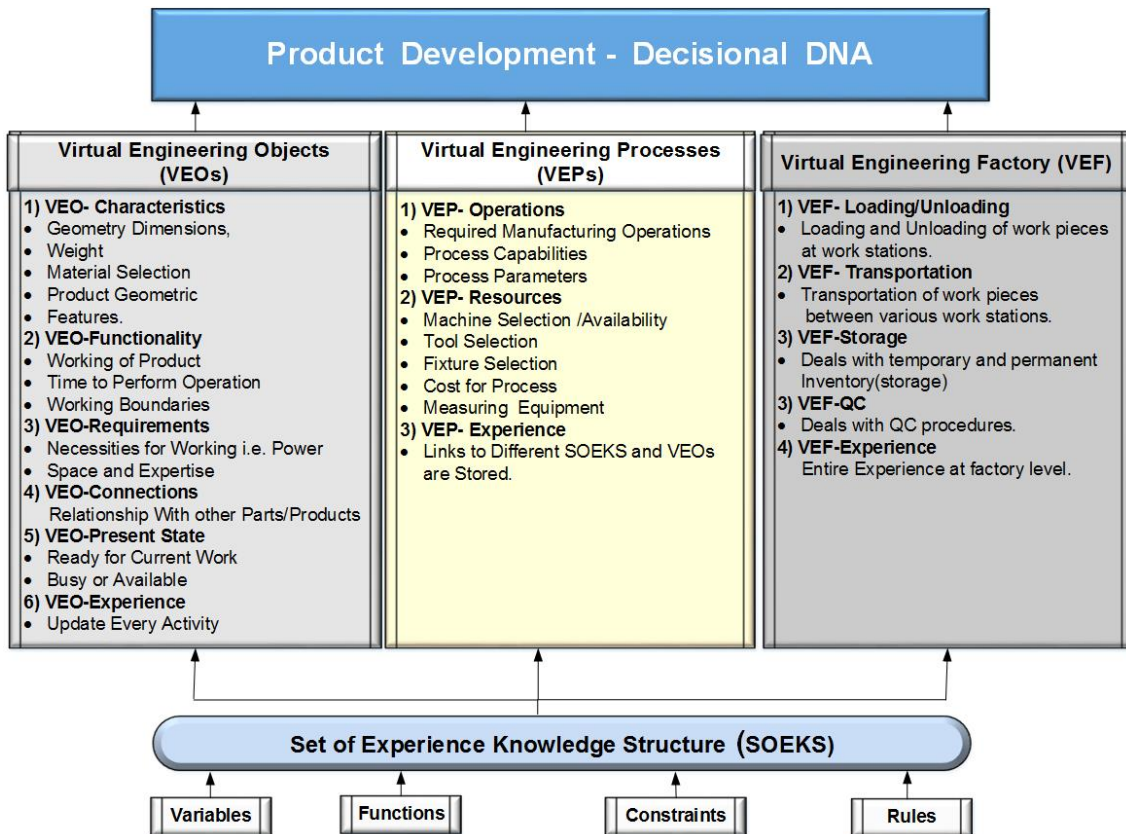 Product Development - Decisional DNA
Virtual Engineering Objects
(VEOs)
1) VEO- Characteristics
• Geometry Dimensions,
• Weight
• Material Selection
• Product Geometric
• Features.
2) VEO-Functionality
• Working of Product
• Time to Perform Operation
• Working Boundaries
3) VEO-Requirements
• Necessities for Working i.e. Power
• Space and Expertise
4) VEO-Connections
Relationship With other Parts/Products
5) VEO-Present State
• Ready for Current Work
• Busy or Available
6) VEO-Experience
• Update Every Activity
Virtual Engineering Processes
(VEPs)
1) VEP- Operations
• Required Manufacturing Operations
• Process Capabilities
• Process Parameters
2) VEP- Resources
• Machine Selection /Availability
• Tool Selection
• Fixture Selection
• Cost for Process
• Measuring Equipment
3) VEP- Experience
• Links to Different SOEKS and VEOs
are Stored.
Virtual Engineering Factory (VEF)
1) VEF- Loading/Unloading
• Loading and Unloading of work pieces
at work stations.
2) VEF- Transportation
• Transportation of work pieces
between various work stations.
3) VEF-Storage
• Deals with temporary and permanent
Inventory(storage)
3) VEF-QC
• Deals with QC procedures.
4) VEF-Experience
Entire Experience at factory level.
Set of Experience Knowledge Structure (SOEKS)
Variables
Functions
Constraints
Rules